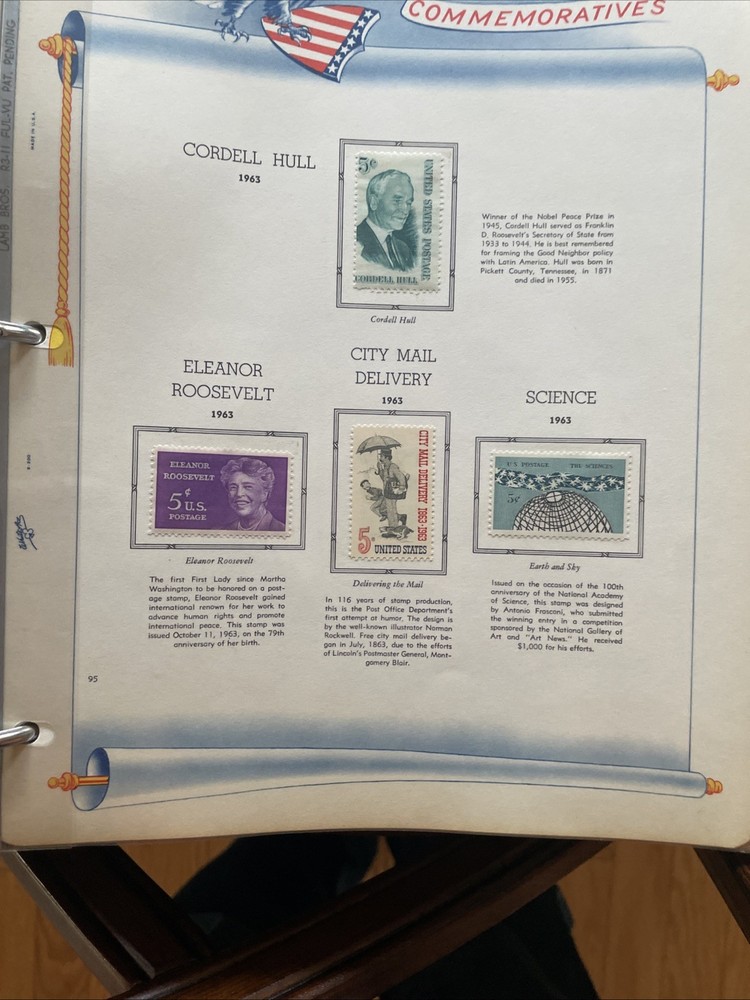 COMMEMORATIVES
LAMB BROS. R3-11 FUL-VU PAT. PENDING
MADE IN U.S.A.
CORDELL HULL
1963
5¢
UNITED STATES POSTAGE
CORDELL HULL
Cordell Hull
Winner of the Nobel Peace Prize in
1945, Cordell Hull served as Franklin
D. Roosevelt's Secretary of State from
1933 to 1944. He is best remembered
for framing the Good Neighbor policy
with Latin America. Hull was born in
Pickett County, Tennessee, in 1871
and died in 1955.
ELEANOR
ROOSEVELT
1963
ELEANOR
ROOSEVELT
5¢ U.S.
POSTAGE
Eleanor Roosevelt
The first First Lady since Martha
Washington to be honored on a post-
age stamp, Eleanor Roosevelt gained
international renown for her work to
advance human rights and promote
international peace. This stamp was
issued October 11, 1963, on the 79th
anniversary of her birth.
CITY MAIL
DELIVERY
1963
CITY MAIL DELIVERY 1863-1963
5¢
UNITED STATES
Delivering the Mail
In 116 years of stamp production,
this is the Post Office Department's
first attempt at humor. The design is
by the well-known illustrator Norman
Rockwell. Free city mail delivery be-
gan in July, 1863, due to the efforts
of Lincoln's Postmaster General, Mont-
gomery Blair.
SCIENCE
1963
U S POSTAGE THE SCIENCES
5¢
Earth and Sky
Issued on the occasion of the 100th
anniversary of the National Academy
of Science, this stamp was designed
by Antonio Frasconi, who submitted
the winning entry in a competition
sponsored by the National Gallery of
Art and "Art News." He received
$1,000 for his efforts.
95